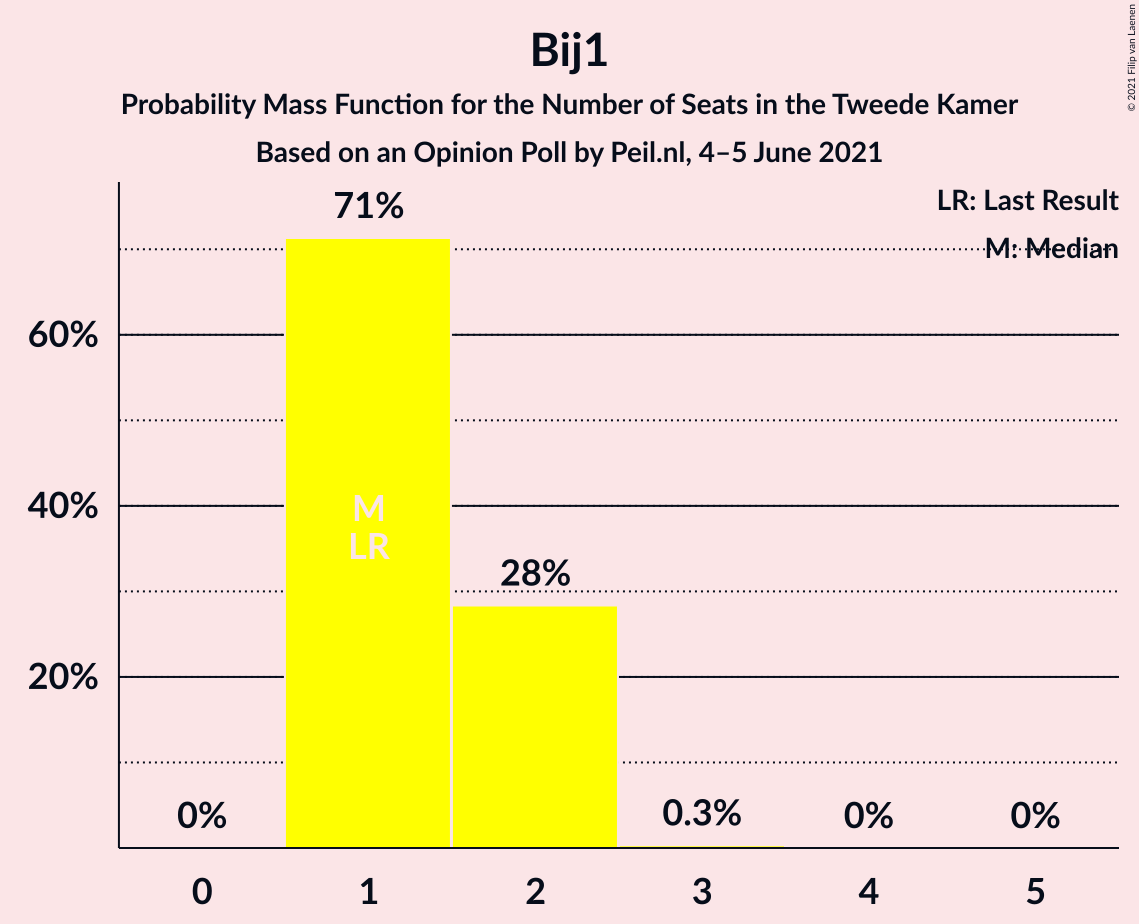 Bij1
Probability Mass Function for the Number of Seats in the Tweede Kamer
Based on an Opinion Poll by Peil.nl, 4–5 June 2021
© 2021 Filip van Laenen
LR: Last Result
M: Median
71%
60%
40%
20%
M
LR
28%
0%
0.3%
0%
0%
0 1 2 3 4 5